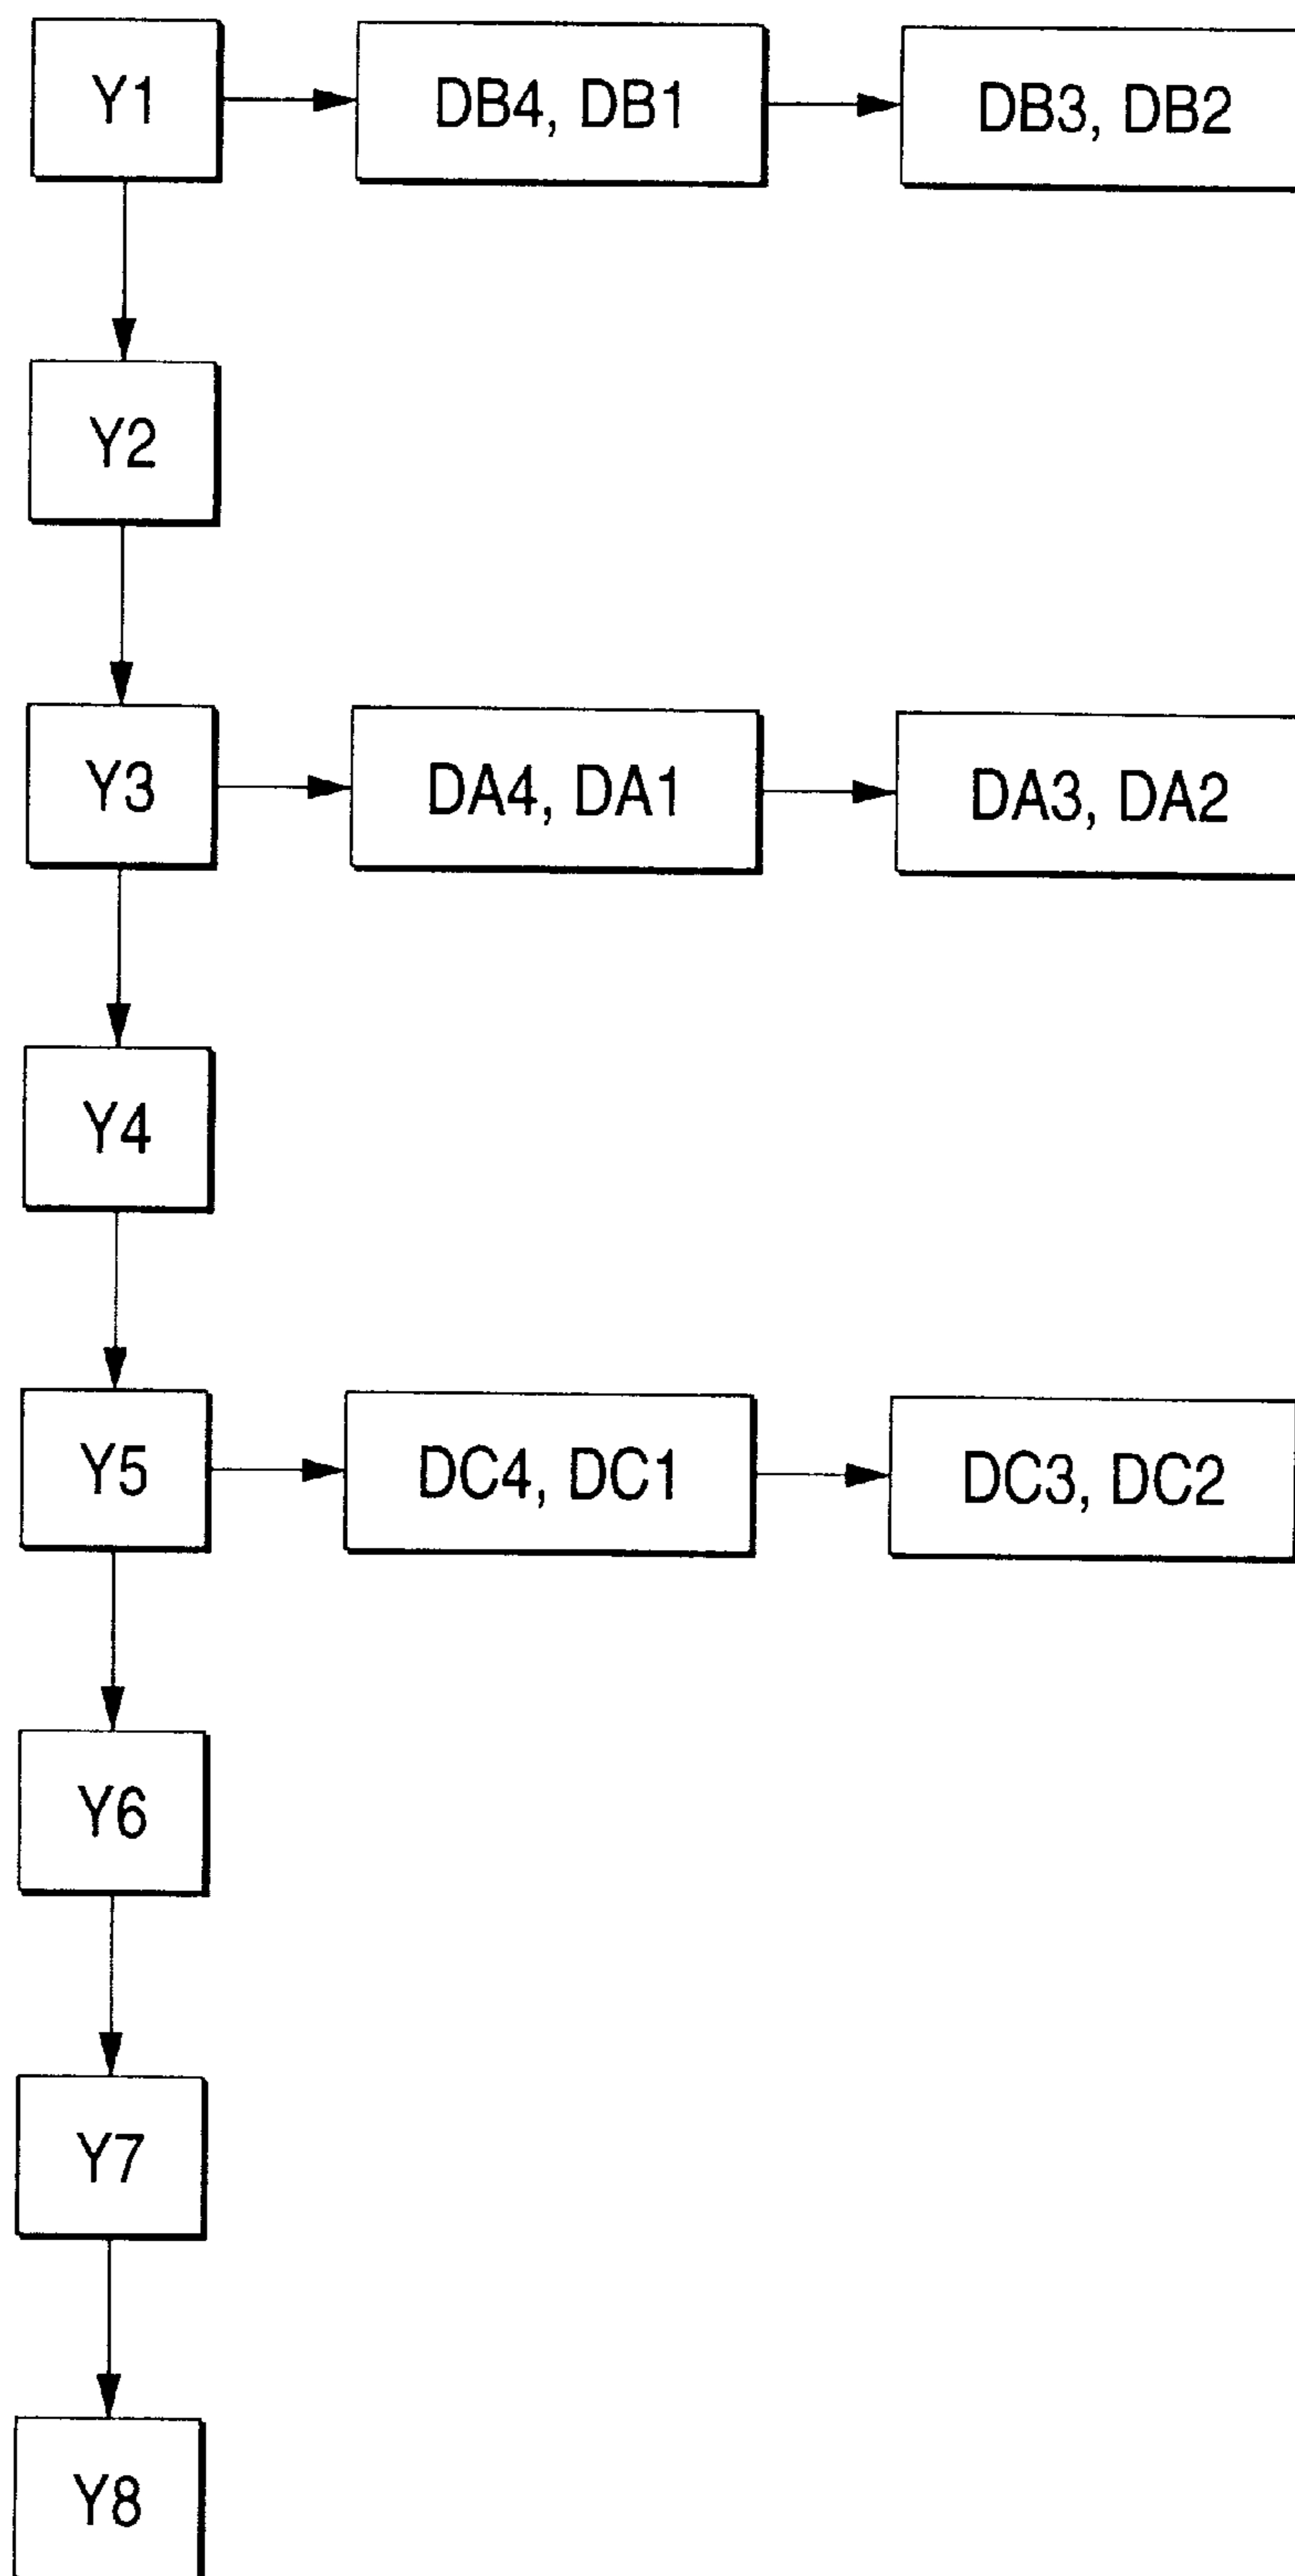 Y1
DB4, DB1
DB3, DB2
Y2
Y3
DA4, DA1
DA3, DA2
Y4
Y5
DC4, DC1
DC3, DC2
Y6
Y7
Y8